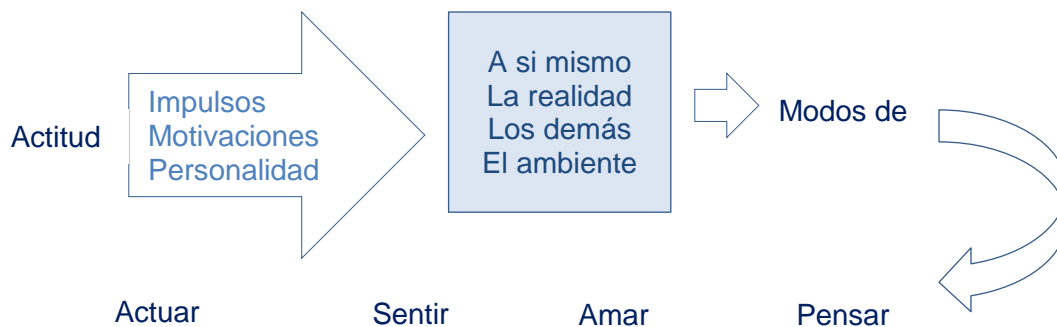 Actitud
Impulsos
Motivaciones
Personalidad
A si mismo
La realidad
Los demás
El ambiente
Modos de
Actuar
Sentir
Amar
Pensar